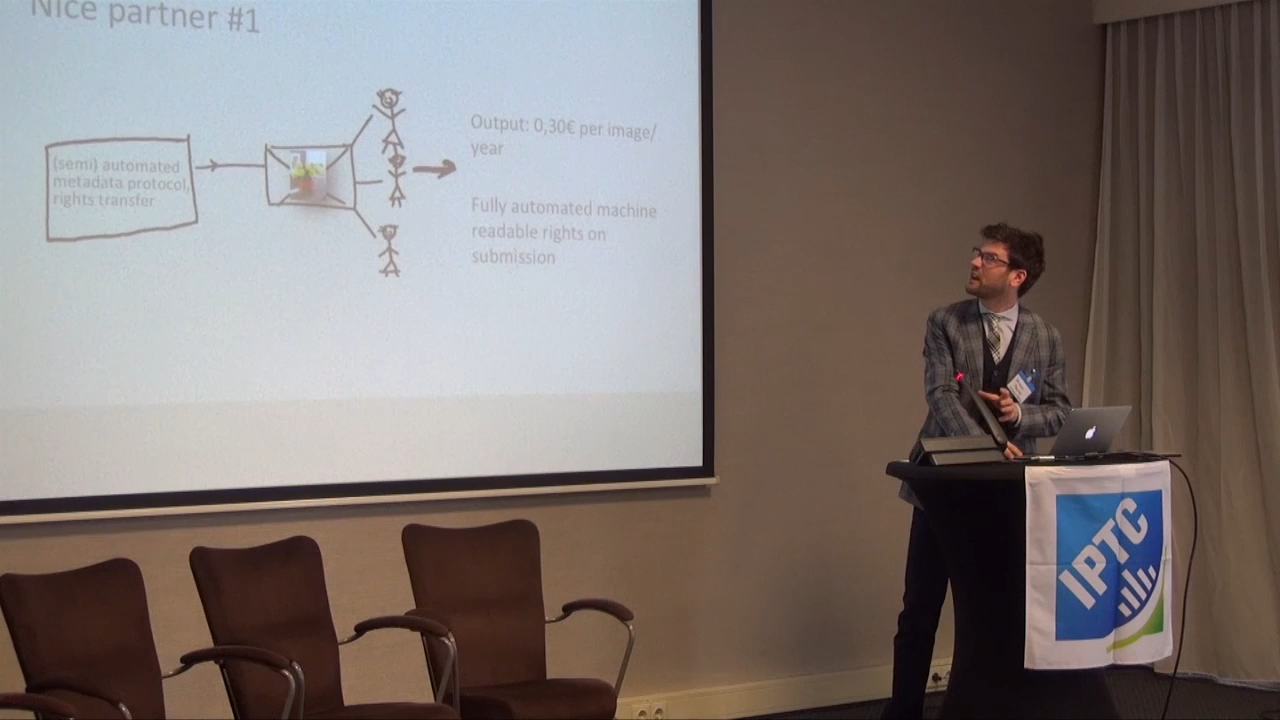 Nice partner #1
(semi) automated
metadata protocol,
rights transfer
Output: 0,30€ per image/
year
Fully automated machine
readable rights on
submission
IPTC